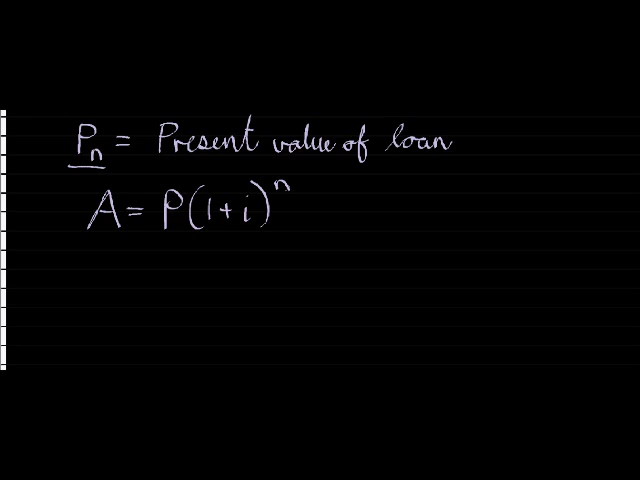 Pₙ = Present value of loan
A = P(1+i)ⁿ